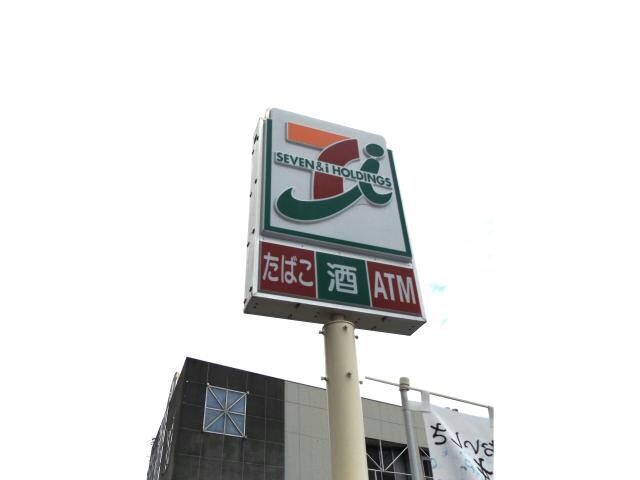 SEVEN & i HOLDINGS
たばこ 酒 ATM